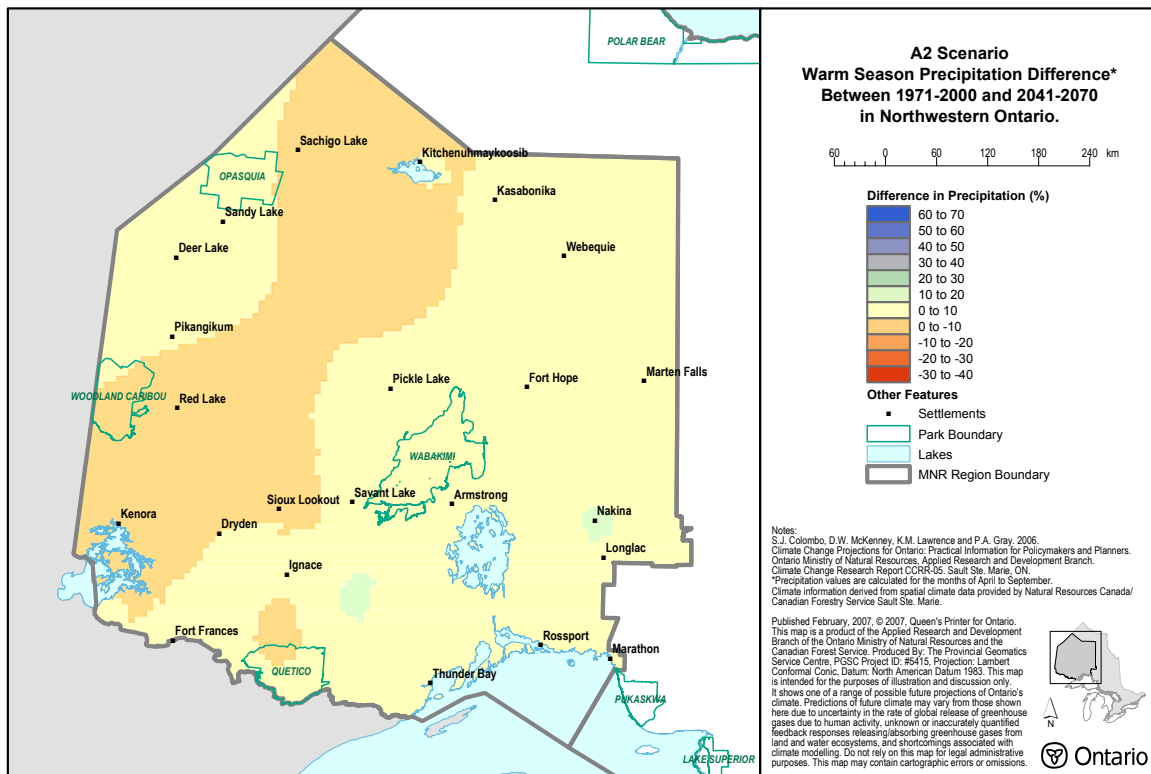 POLAR BEAR
Sachigo Lake
Kitchenuhmaykoosib
OPASQUIA
Kasabonika
Sandy Lake
Deer Lake
Webequie
Pikangikum
Pickle Lake
Fort Hope
Marten Falls
WOODLAND CARIBOU
Red Lake
WABAKIMI
Sioux Lookout
Savant Lake
Armstrong
Kenora
Nakina
Dryden
Longlac
Ignace
Fort Frances
Rossport
Marathon
QUETICO
Thunder Bay
PUKASKWA
LAKE SUPERIOR
A2 Scenario
Warm Season Precipitation Difference*
Between 1971-2000 and 2041-2070
in Northwestern Ontario.
60 0 60 120 180 240 km
Difference in Precipitation (%)
60 to 70
50 to 60
40 to 50
30 to 40
20 to 30
10 to 20
0 to 10
0 to -10
-10 to -20
-20 to -30
-30 to -40
Other Features
Settlements
Park Boundary
Lakes
MNR Region Boundary
Notes:
S.J. Colombo, D.W. McKenney, K.M. Lawrence and P.A. Gray. 2006.
Climate Change Projections for Ontario: Practical Information for Policymakers and Planners.
Ontario Ministry of Natural Resources, Applied Research and Development Branch.
Climate Change Research Report CCRR-05. Sault Ste. Marie, ON.
*Precipitation values are calculated for the months of April to September.
Climate information derived from spatial climate data provided by Natural Resources Canada/
Canadian Forestry Service Sault Ste. Marie.
Published February, 2007, © 2007, Queen's Printer for Ontario.
This map is a product of the Applied Research and Development
Branch of the Ontario Ministry of Natural Resources and the
Canadian Forest Service. Produced By: The Provincial Geomatics
Service Centre, PGSC Project ID: #5415, Projection: Lambert
Conformal Conic, Datum: North American Datum 1983. This map
is intended for the purposes of illustration and discussion only.
It shows one of a range of possible future projections of Ontario's
climate. Predictions of future climate may vary from those shown
here due to uncertainty in the rate of global release of greenhouse
gases due to human activity, unknown or inaccurately quantified
feedback responses releasing/absorbing greenhouse gases from
land and water ecosystems, and shortcomings associated with
climate modelling. Do not rely on this map for legal administrative
purposes. This map may contain cartographic errors or omissions.
N
Ontario